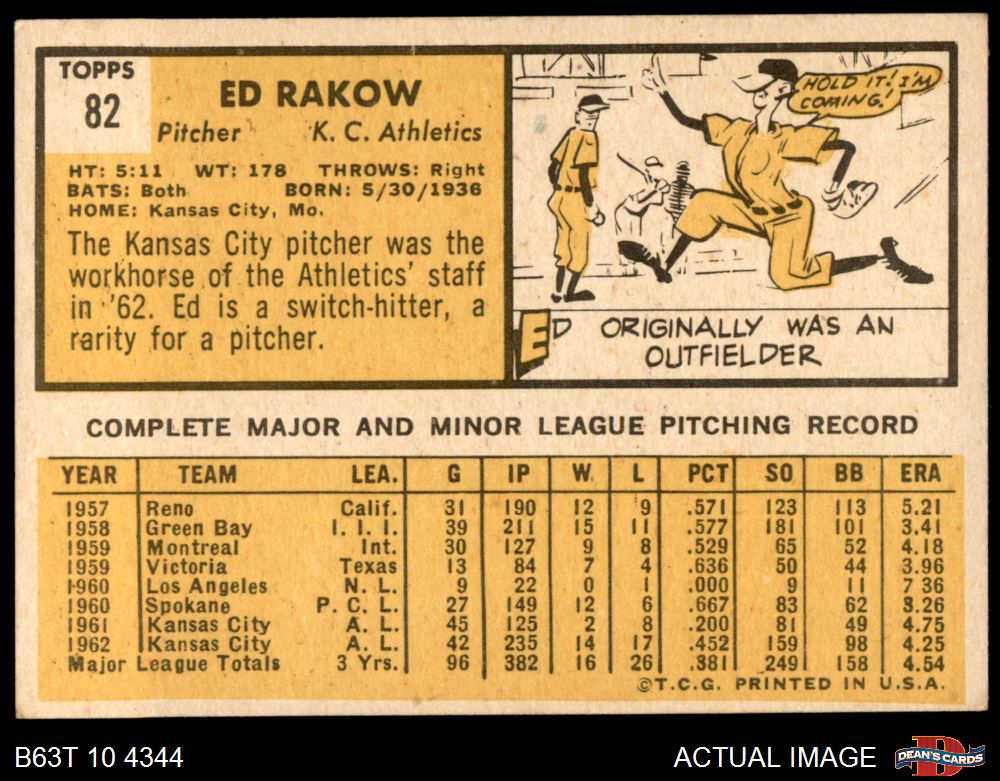 TOPPS
82
ED RAKOW
Pitcher K. C. Athletics
HT: 5:11 WT: 178 THROWS: Right
BATS: Both BORN: 5/30/1936
HOME: Kansas City, Mo.
The Kansas City pitcher was the
workhorse of the Athletics' staff
in '62. Ed is a switch-hitter, a
rarity for a pitcher.
HOLD IT! I'M
COMING!
ED ORIGINALLY WAS AN
OUTFIELDER
COMPLETE MAJOR AND MINOR LEAGUE PITCHING RECORD
YEAR TEAM LEA. G IP W. L PCT SO BB ERA
1957 Reno Calif. 31 190 12 9 .571 123 113 5.21
1958 Green Bay I. I. I. 39 211 15 11 .577 181 101 3.41
1959 Montreal Int. 30 127 9 8 .529 65 52 4.18
1959 Victoria Texas 13 84 7 4 .636 50 44 3.96
1960 Los Angeles N. L. 9 22 0 1 .000 9 11 7 36
1960 Spokane P. C. L. 27 149 12 6 .667 83 62 3.26
1961 Kansas City A. L. 45 125 2 8 .200 81 49 4.75
1962 Kansas City A. L. 42 235 14 17 .452 159 98 4.25
Major League Totals 3 Yrs. 96 382 16 26 .381 249 158 4.54
©T.C.G. PRINTED IN U.S.A.
B63T 10 4344 ACTUAL IMAGE D DEAN'S CARDS